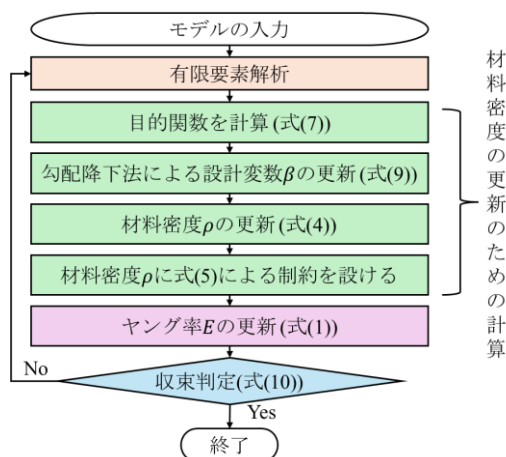 モデルの入力
有限要素解析
目的関数を計算(式(7))
勾配降下法による設計変数βの更新(式(9))
材料密度ρの更新(式(4))
材料密度ρに式(5)による制約を設ける
ヤング率Eの更新(式(1))
収束判定(式(10))
No
Yes
終了
材料密度の更新のための計算